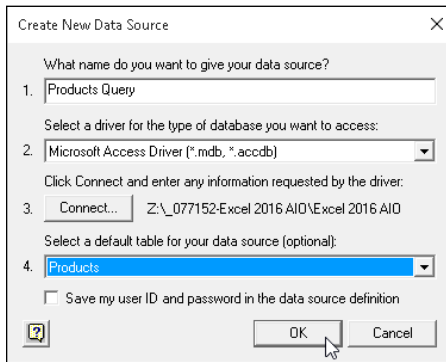 Create New Data Source
What name do you want to give your data source?
1. Products Query
Select a driver for the type of database you want to access:
2. Microsoft Access Driver (*.mdb, *.accdb)
Click Connect and enter any information requested by the driver:
3. Connect... Z:\_077152-Excel 2016 AIO\Excel 2016 AIO
Select a default table for your data source (optional):
4. Products
Save my user ID and password in the data source definition
? OK Cancel